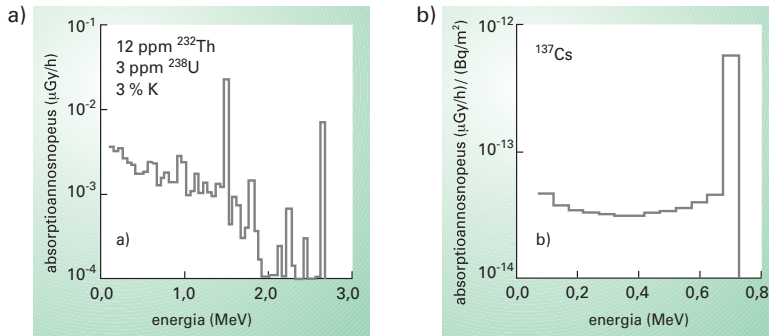 a)
absorptioannosnopeus (µGy/h)
10⁻¹
10⁻²
10⁻³
10⁻⁴
12 ppm ²³²Th
3 ppm ²³⁸U
3 % K
a)
0,0 1,0 2,0 3,0
energia (MeV)
b)
absorptioannosnopeus (µGy/h)/ (Bq/m²)
10⁻¹²
10⁻¹³
10⁻¹⁴
¹³⁷Cs
b)
0,0 0,2 0,4 0,6 0,8
energia (MeV)